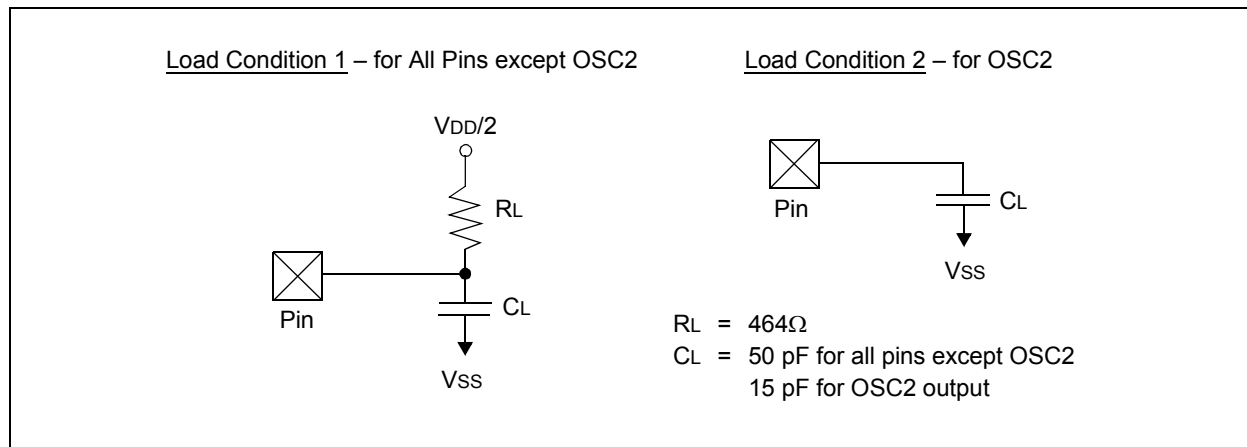 Load Condition 1 – for All Pins except OSC2
VDD/2
RL
Pin
CL
VSS
Load Condition 2 – for OSC2
Pin
CL
VSS
RL = 464Ω
CL = 50 pF for all pins except OSC2
15 pF for OSC2 output